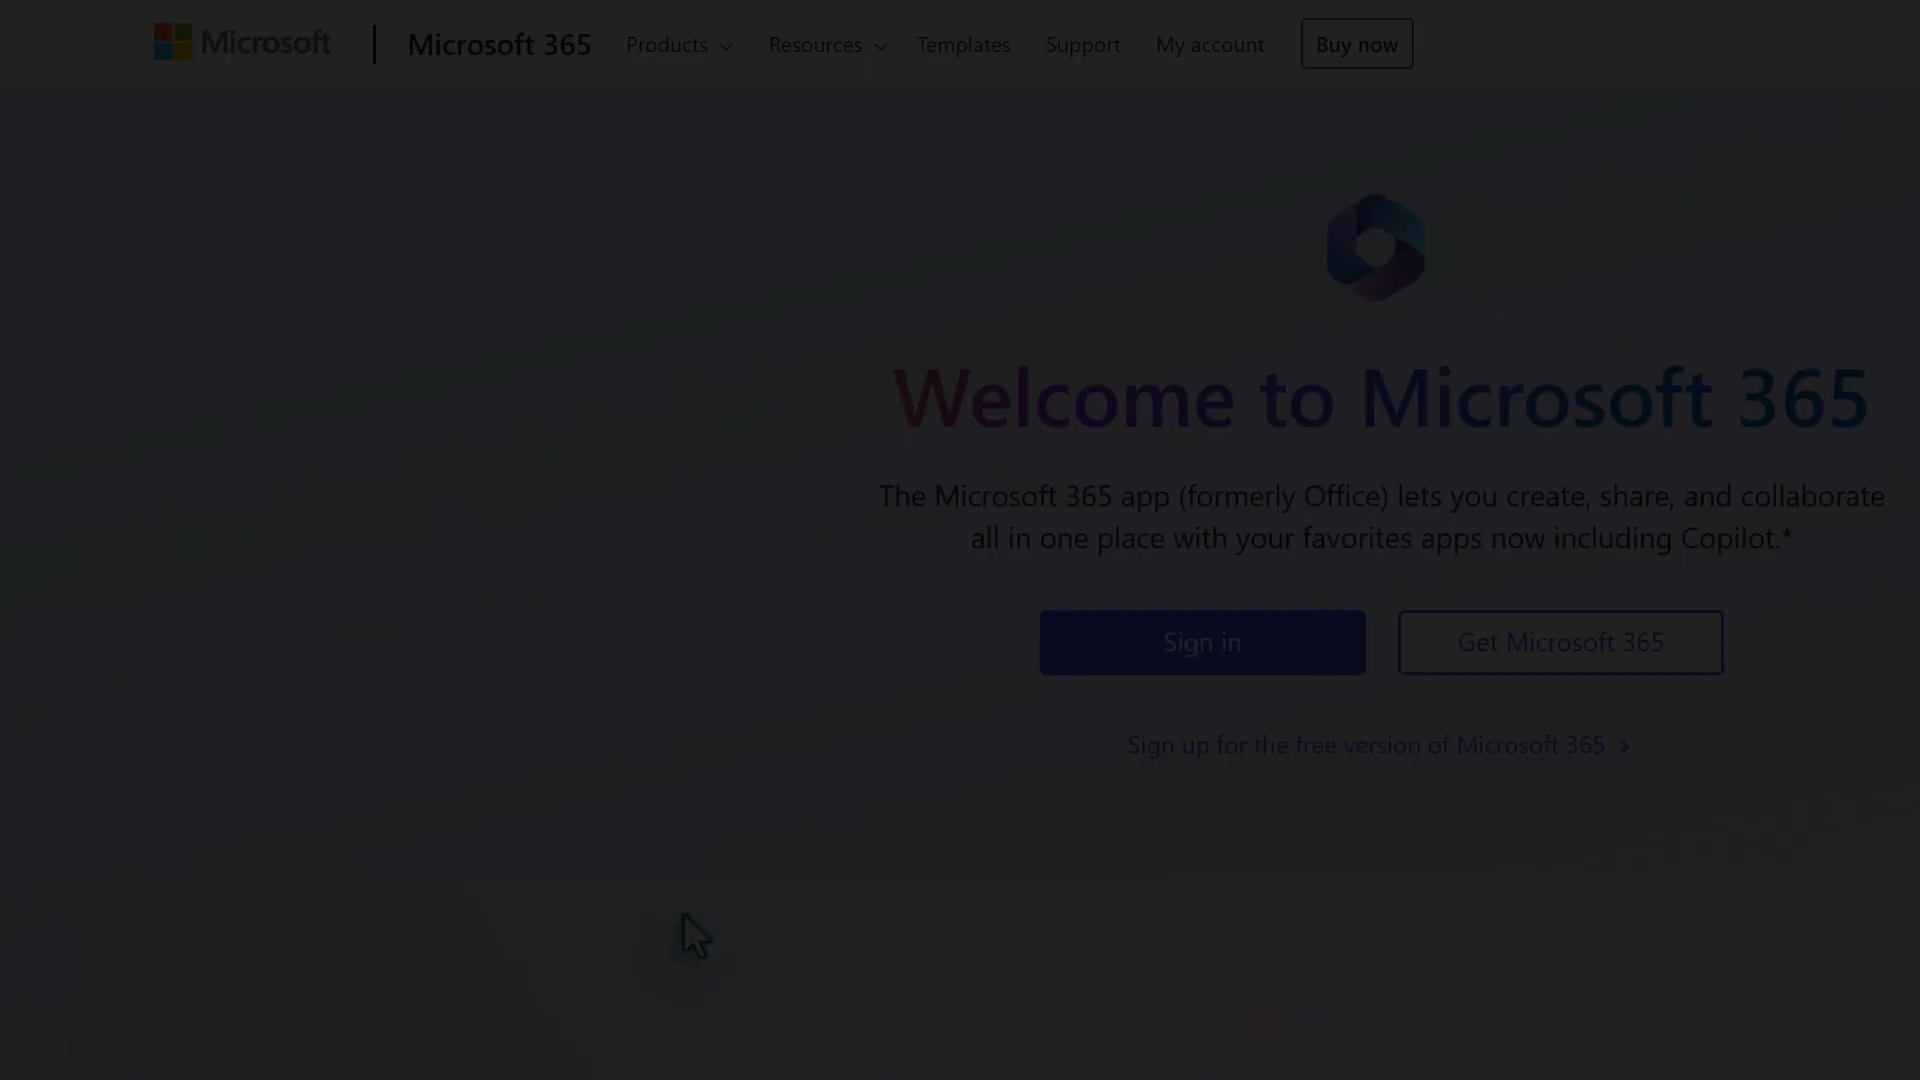 Microsoft
Microsoft 365
Products
Resources
Templates
Support
My account
Buy now
Welcome to Microsoft 365
The Microsoft 365 app (formerly Office) lets you create, share, and collaborate
all in one place with your favorites apps now including Copilot.*
Sign in
Get Microsoft 365
Sign up for the free version of Microsoft 365 >